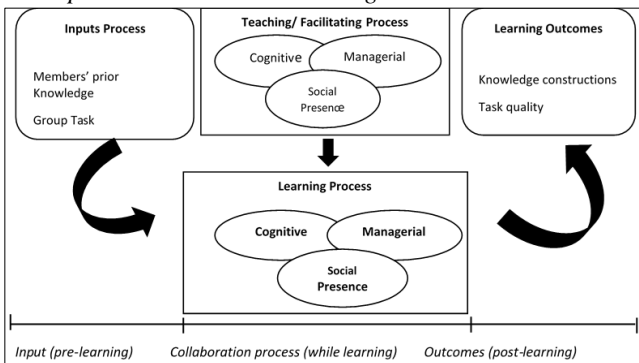 Inputs Process
Members' prior
Knowledge
Group Task
Teaching/ Facilitating Process
Cognitive
Managerial
Social
Presence
Learning Outcomes
Knowledge constructions
Task quality
Learning Process
Cognitive
Managerial
Social
Presence
Input (pre-learning)
Collaboration process (while learning)
Outcomes (post-learning)